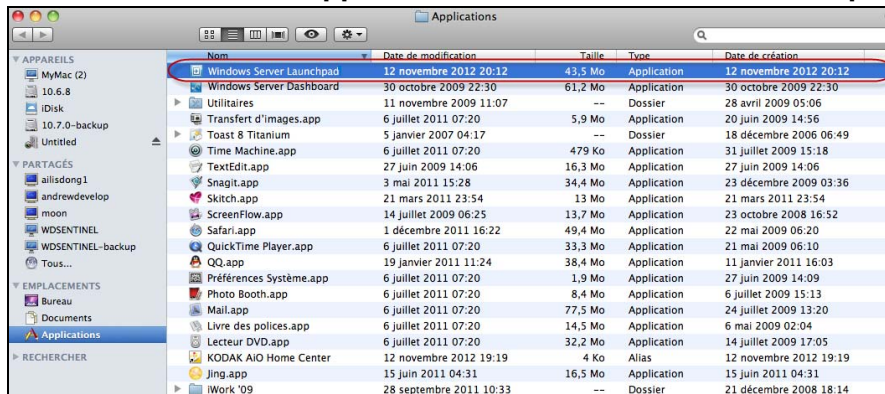 Applications
APPAREILS
MyMac (2)
10.6.8
iDisk
10.7.0-backup
Untitled
PARTAGÉS
ailisdong1
andrewdevelop
moon
WDSENTINEL
WDSENTINEL-backup
Tous...
EMPLACEMENTS
Bureau
Documents
Applications
RECHERCHER
Nom Date de modification Taille Type Date de création
Windows Server Launchpad 12 novembre 2012 20:12 43,5 Mo Application 12 novembre 2012 20:12
Windows Server Dashboard 30 octobre 2009 22:30 61,2 Mo Application 30 octobre 2009 22:30
Utilitaires 11 novembre 2009 11:07 -- Dossier 28 avril 2009 05:06
Transfert d'images.app 6 juillet 2011 07:20 5,9 Mo Application 20 juin 2009 14:56
Toast 8 Titanium 5 janvier 2007 04:17 -- Dossier 18 décembre 2006 06:49
Time Machine.app 6 juillet 2011 07:20 479 Ko Application 31 juillet 2009 15:18
TextEdit.app 27 juin 2009 14:06 16,3 Mo Application 27 juin 2009 14:06
Snagit.app 3 mai 2011 15:28 34,4 Mo Application 23 décembre 2009 03:36
Skitch.app 21 mars 2011 23:54 13 Mo Application 21 mars 2011 23:54
ScreenFlow.app 14 juillet 2009 06:25 13,7 Mo Application 23 octobre 2008 16:52
Safari.app 1 décembre 2011 16:22 49,4 Mo Application 22 mai 2009 06:20
QuickTime Player.app 6 juillet 2011 07:20 33,3 Mo Application 21 mai 2009 06:10
QQ.app 19 janvier 2011 11:24 38,4 Mo Application 11 janvier 2011 16:03
Préférences Système.app 6 juillet 2011 07:20 1,9 Mo Application 27 juin 2009 14:09
Photo Booth.app 6 juillet 2011 07:20 8,4 Mo Application 6 juillet 2009 15:13
Mail.app 6 juillet 2011 07:20 77,5 Mo Application 24 juillet 2009 13:20
Livre des polices.app 6 juillet 2011 07:20 14,5 Mo Application 6 mai 2009 02:04
Lecteur DVD.app 6 juillet 2011 07:20 32,2 Mo Application 14 juillet 2009 17:05
KODAK AiO Home Center 12 novembre 2012 19:19 4 Ko Alias 12 novembre 2012 19:19
Jing.app 15 juin 2011 04:31 16,5 Mo Application 15 juin 2011 04:31
iWork '09 28 septembre 2011 10:33 -- Dossier 21 décembre 2008 18:14